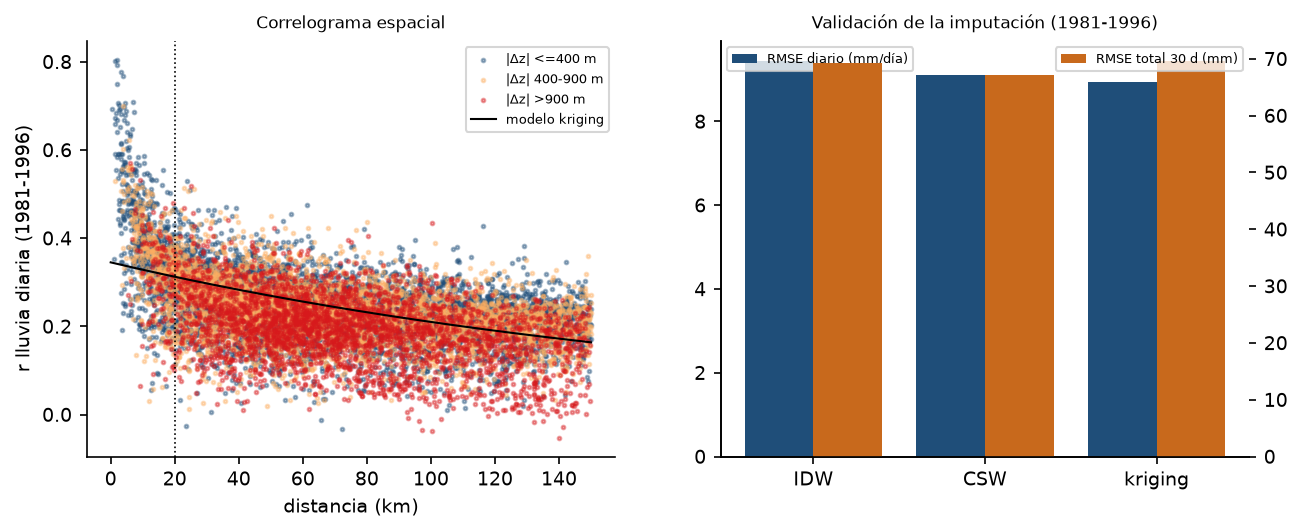 Correlograma espacial
|Δz| <=400 m
|Δz| 400-900 m
|Δz| >900 m
modelo kriging
r lluvia diaria (1981-1996)
0.8
0.6
0.4
0.2
0.0
0 20 40 60 80 100 120 140
distancia (km)
Validación de la imputación (1981-1996)
RMSE diario (mm/día)
RMSE total 30 d (mm)
8
6
4
2
0
70
60
50
40
30
20
10
0
IDW CSW kriging